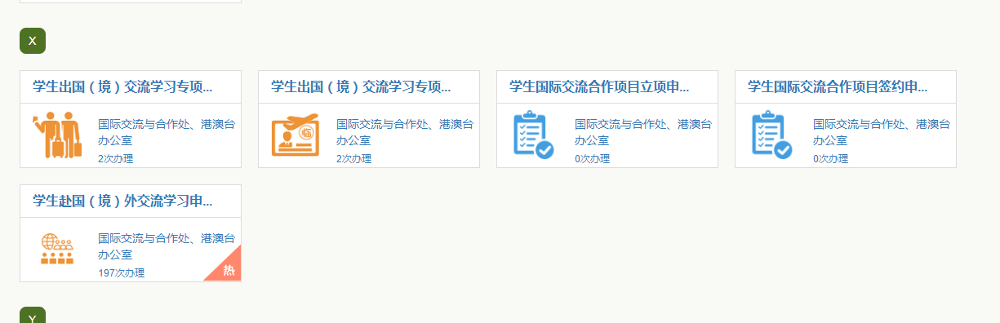 X
学生出国（境）交流学习专项...
国际交流与合作处、港澳台
办公室
2次办理
学生出国（境）交流学习专项...
临
国际交流与合作处、港澳台
办公室
2次办理
学生国际交流合作项目立项申...
国际交流与合作处、港澳台
办公室
0次办理
学生国际交流合作项目签约申...
国际交流与合作处、港澳台
办公室
0次办理
学生赴国（境）外交流学习申...
国际交流与合作处、港澳台
办公室
197次办理
热
Y